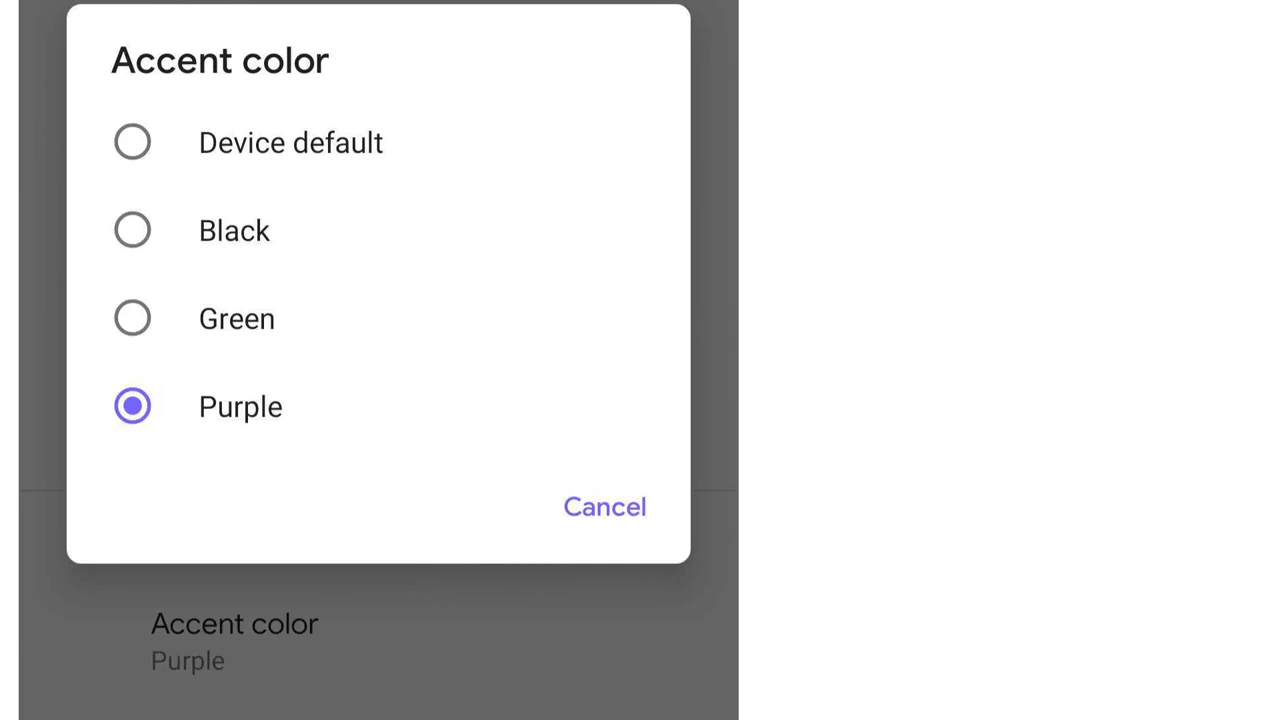 Accent color
Device default
Black
Green
Purple
Cancel
Accent color
Purple